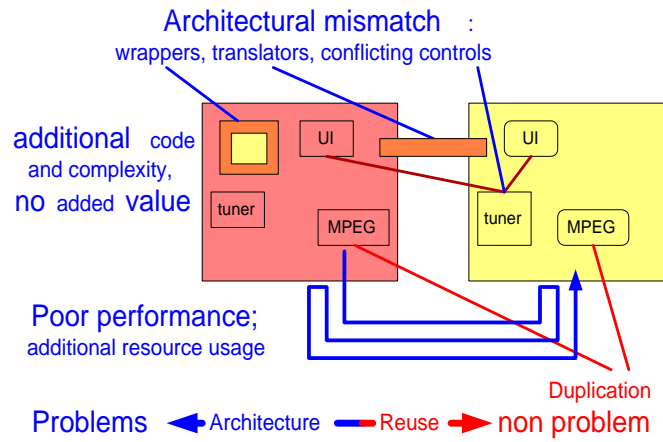 Architectural mismatch :
wrappers, translators, conflicting controls
additional code
and complexity,
no added value
UI
UI
tuner
tuner
MPEG
MPEG
Poor performance;
additional resource usage
Duplication
Problems Architecture Reuse non problem